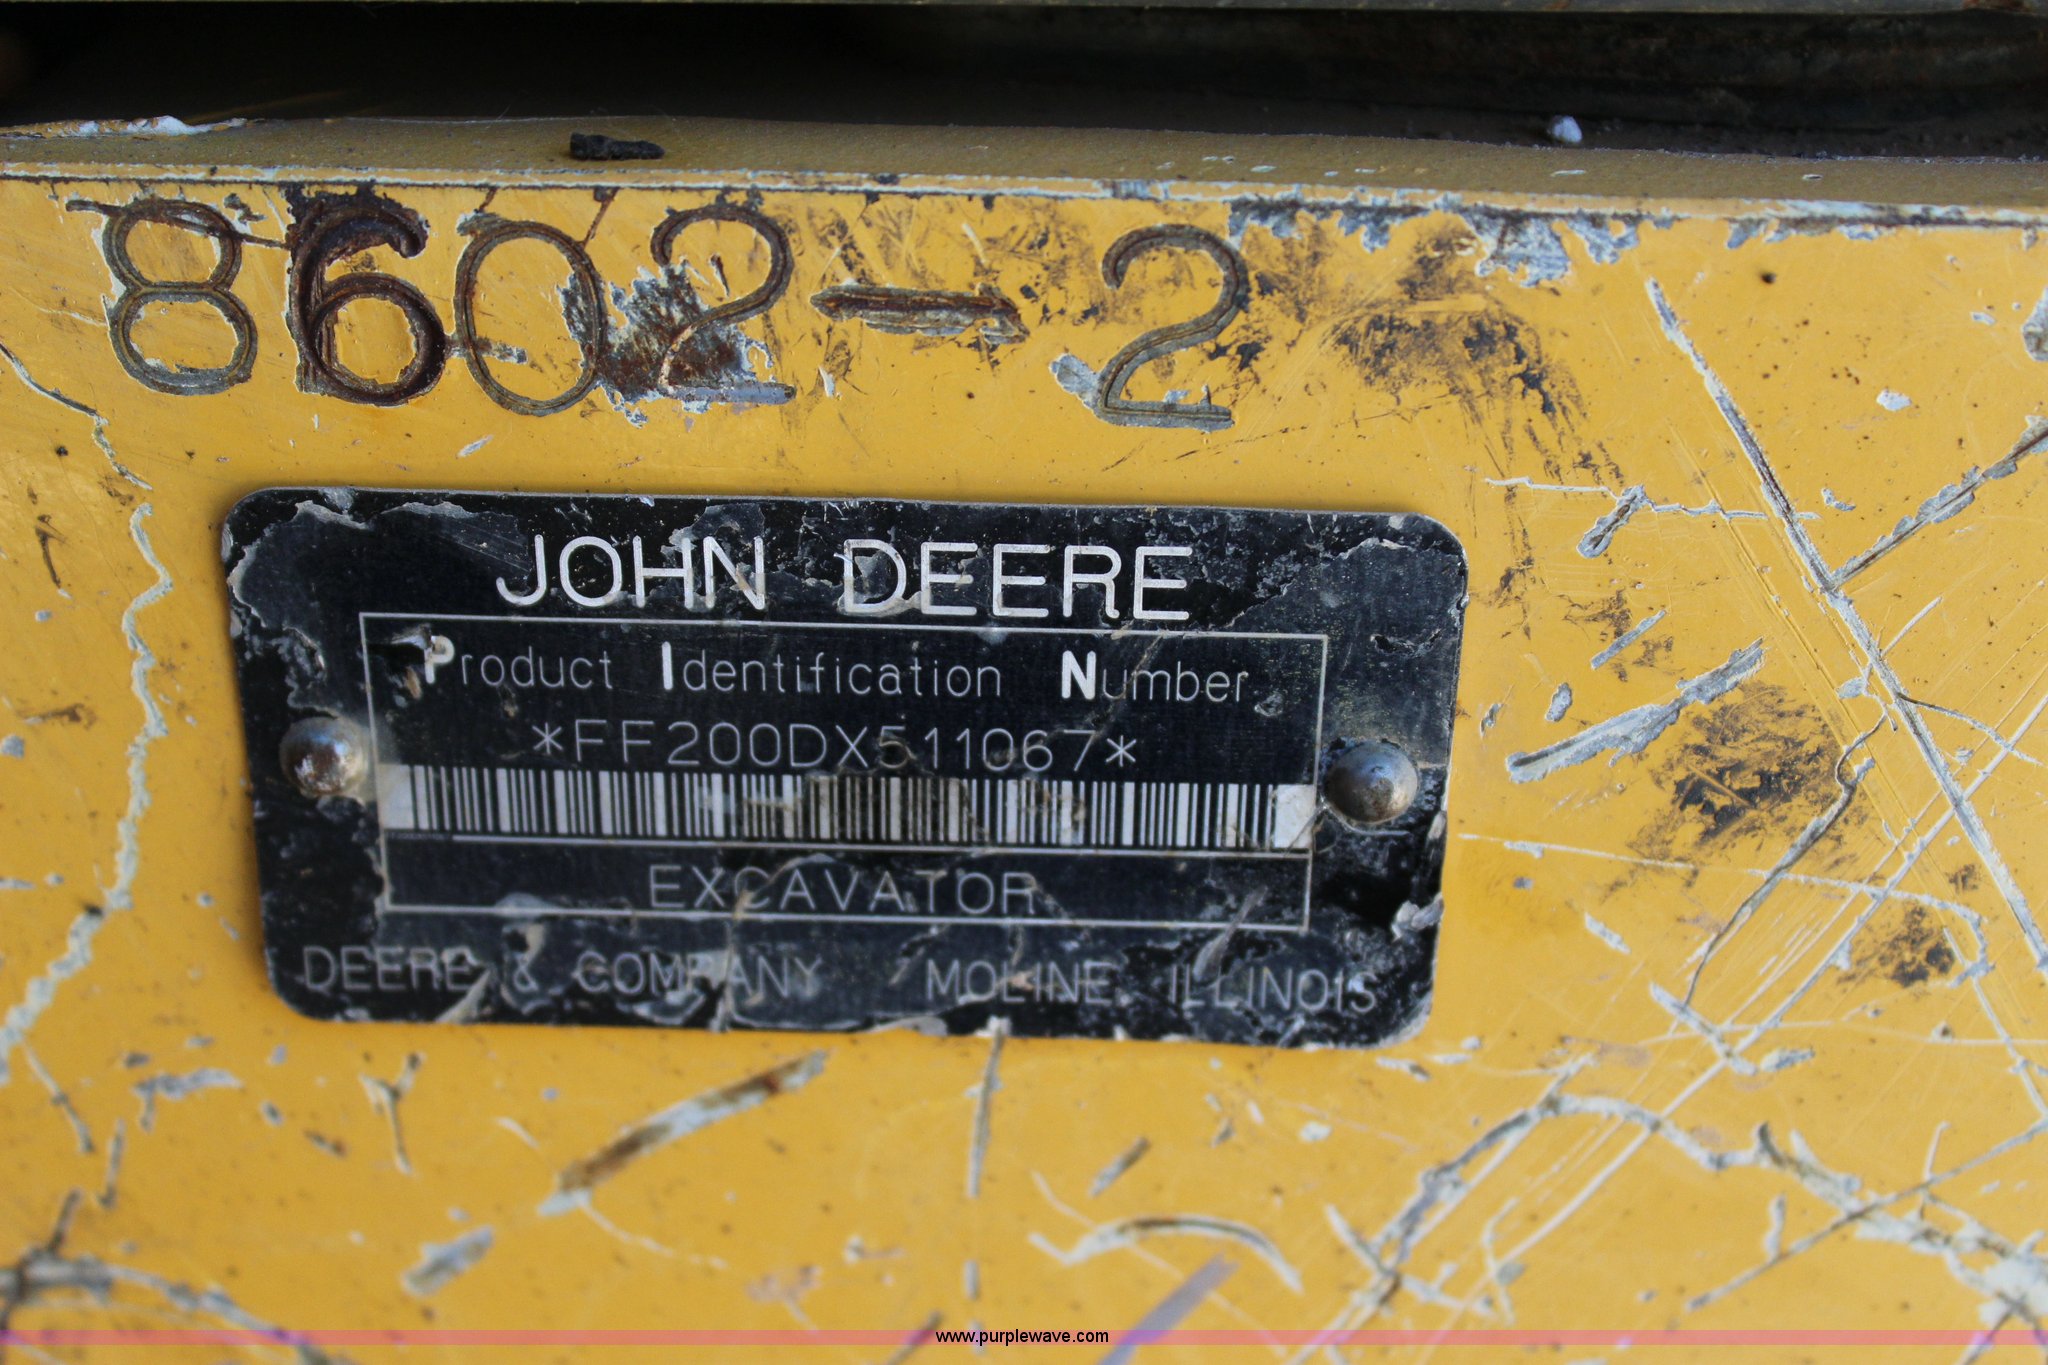 8602-2
JOHN DEERE
Product Identification Number
*FF200DX511067*
EXCAVATOR
DEERE & COMPANY MOLINE ILLINOIS
www.purplewave.com